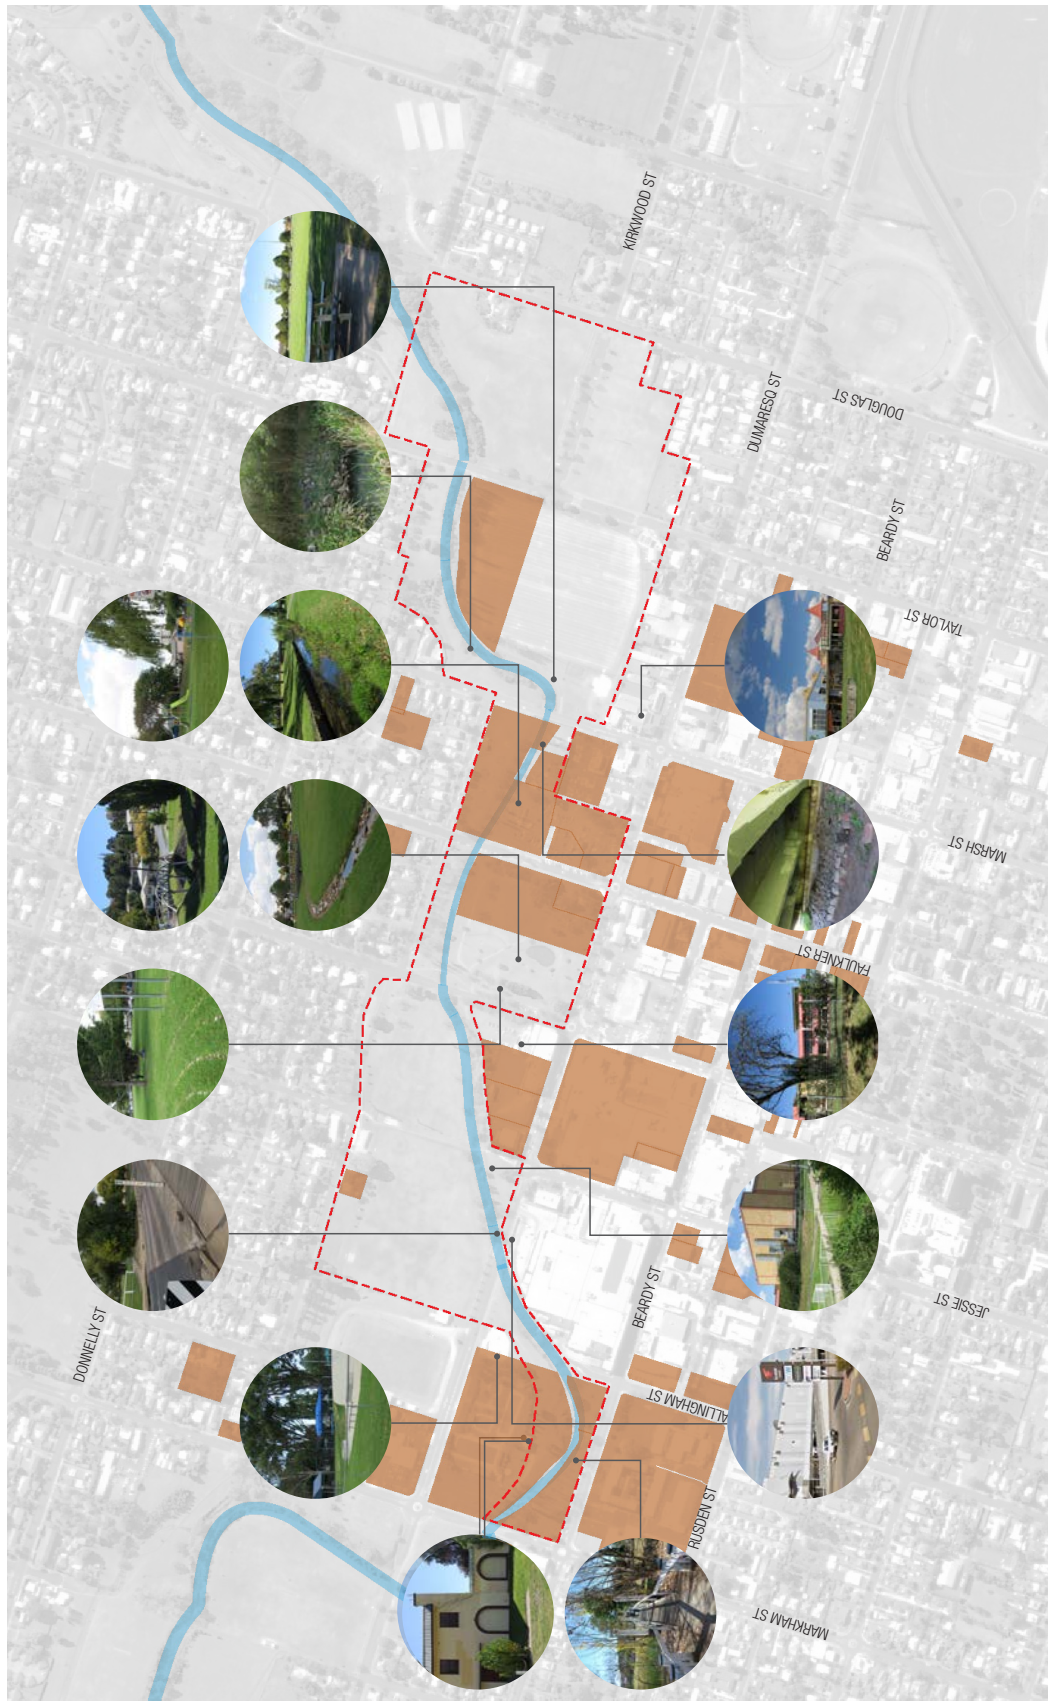 KIRKWOOD ST
DUMARESQ ST
DOUGLAS ST
BEARDY ST
TAYLOR ST
MARSH ST
FAULKNER ST
JESSIE ST
BEARDY ST
DONNELLY ST
ALLINGHAM ST
RUSDEN ST
MARKHAM ST